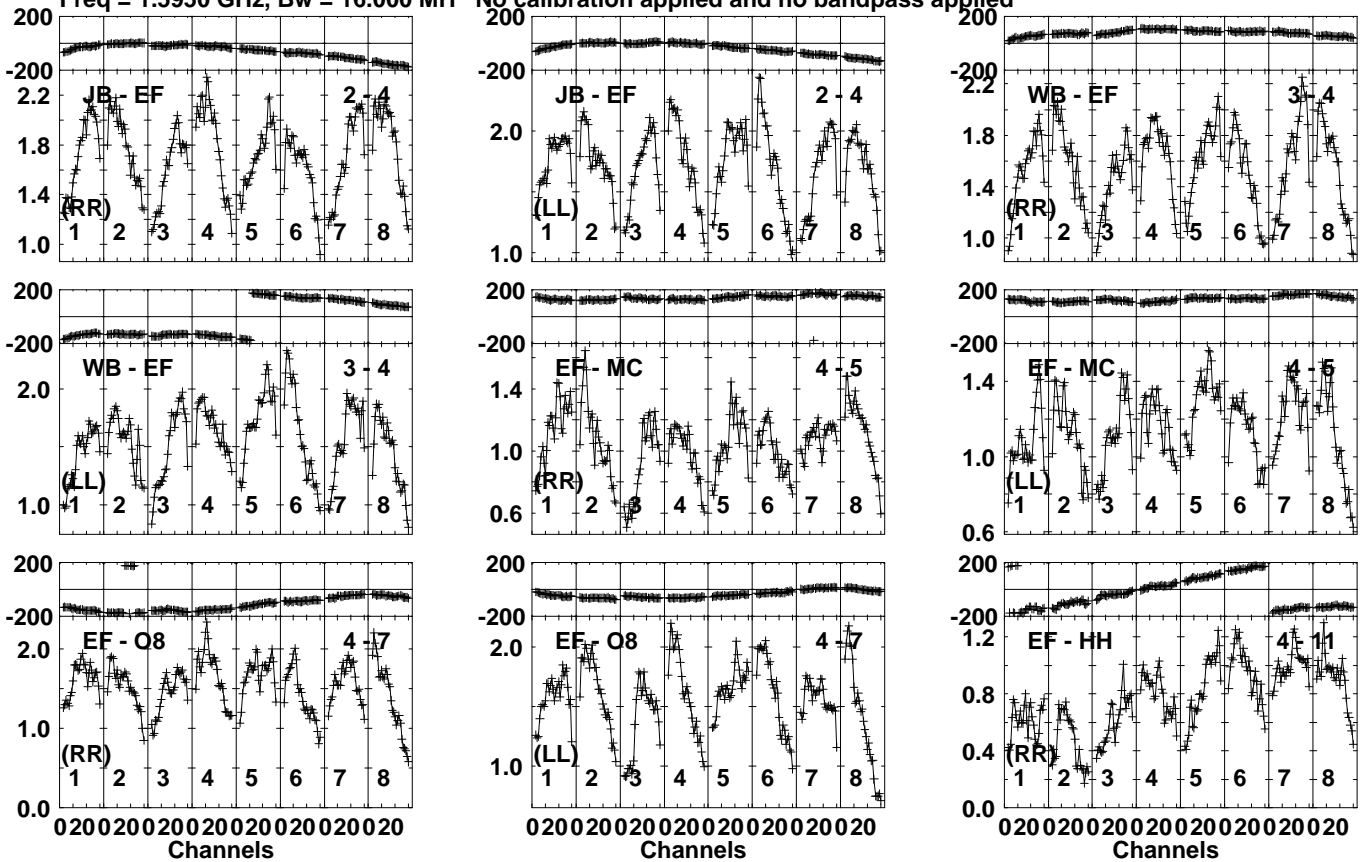 Freq = 1.5950 GHz, Bw = 16.000 MH No calibration applied and no bandpass applied
200 200 200
-200 -200 -200
JB - EF 2 - 4 JB - EF 2 - 4 WB - EF 3 - 4
2.2 2.0 2.2
1.8 1.0 1.8
1.4 1.4
1.0 1.0
(RR) (LL) (RR)
1 2 3 4 5 6 7 8 1 2 3 4 5 6 7 8 1 2 3 4 5 6 7 8
200 200 200
-200 -200 -200
WB - EF 3 - 4 EF - MC 4 - 5 EF - MC 4 - 5
2.0 1.4 1.4
1.0 1.0 1.0
0.6 0.6
(LL) (RR) (LL)
1 2 3 4 5 6 7 8 1 2 3 4 5 6 7 8 1 2 3 4 5 6 7 8
200 200 200
-200 -200 -200
EF - O8 4 - 7 EF - O8 4 - 7 EF - HH 4 - 11
2.0 2.0 1.2
1.0 1.0 0.8
0.0 0.4
0.0
(RR) (LL) (RR)
1 2 3 4 5 6 7 8 1 2 3 4 5 6 7 8 1 2 3 4 5 6 7 8
020020020020020020020020 020020020020020020020020 020020020020020020020020
Channels Channels Channels